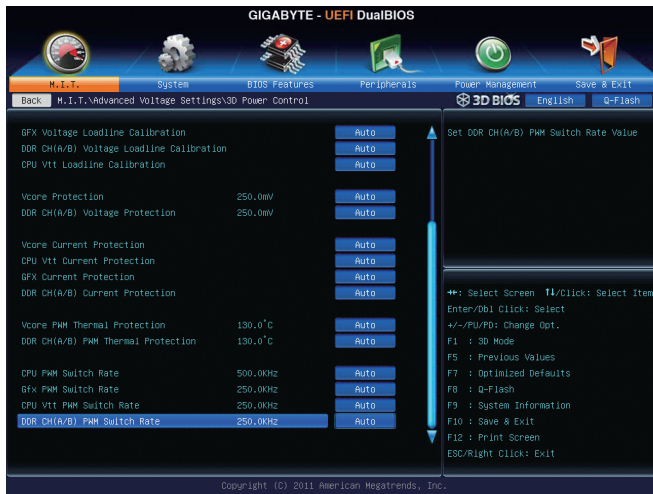 GIGABYTE - UEFI DualBIOS
M.I.T. System BIOS Features Peripherals Power Management Save & Exit
Back M.I.T.\Advanced Voltage Settings\3D Power Control 3D BIOS English Q-Flash
GFX Voltage Loadline Calibration Auto
DDR CH(A/B) Voltage Loadline Calibration Auto
CPU Vtt Loadline Calibration Auto
Vcore Protection 250.0mV Auto
DDR CH(A/B) Voltage Protection 250.0mV Auto
Vcore Current Protection Auto
CPU Vtt Current Protection Auto
GFX Current Protection Auto
DDR CH(A/B) Current Protection Auto
Vcore PWM Thermal Protection 130.0°C Auto
DDR CH(A/B) PWM Thermal Protection 130.0°C Auto
CPU PWM Switch Rate 500.0KHz Auto
Gfx PWM Switch Rate 250.0KHz Auto
CPU Vtt PWM Switch Rate 250.0KHz Auto
DDR CH(A/B) PWM Switch Rate 250.0KHz Auto
Set DDR CH(A/B) PWM Switch Rate Value
→←: Select Screen ↑↓/Click: Select Item
Enter/Dbl Click: Select
+/-/PU/PD: Change Opt.
F1 : 3D Mode
F5 : Previous Values
F7 : Optimized Defaults
F8 : Q-Flash
F9 : System Information
F10 : Save & Exit
F12 : Print Screen
ESC/Right Click: Exit
Copyright (C) 2011 American Megatrends, Inc.